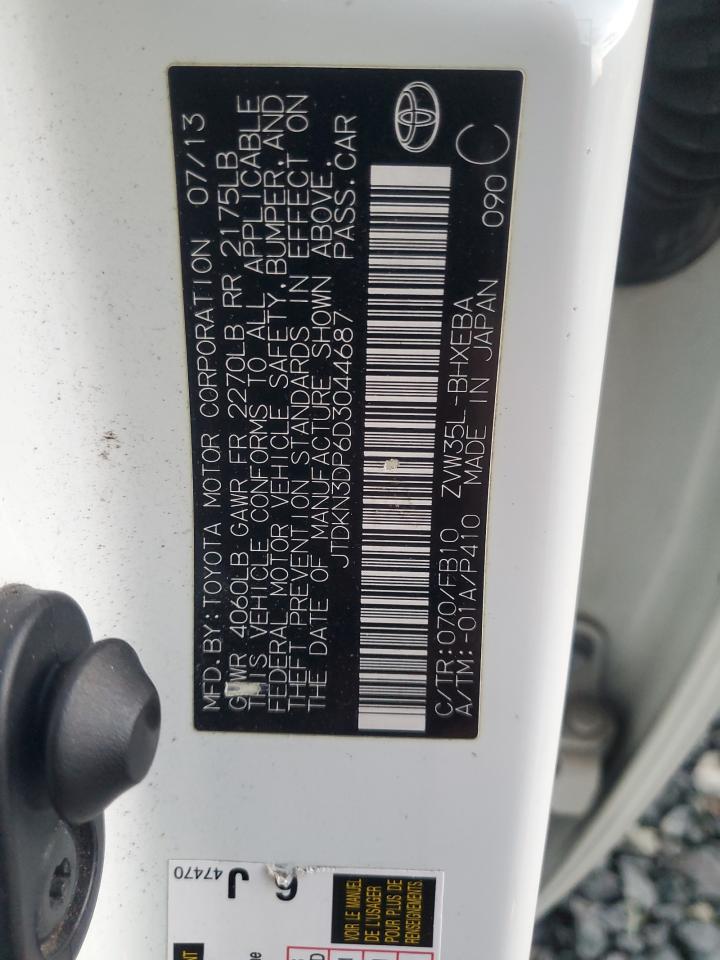 MFD. BY: TOYOTA MOTOR CORPORATION 07/13
GVWR 4060LB GAWR FR 2270LB RR 2175LB
THIS VEHICLE CONFORMS TO ALL APPLICABLE
FEDERAL MOTOR VEHICLE SAFETY, BUMPER, AND
THEFT PREVENTION STANDARDS IN EFFECT ON
THE DATE OF MANUFACTURE SHOWN ABOVE.
JTDKN3DP6D3044687 PASS. CAR
C/TR: 070/FB10 ZVW35L-BHXEBA
A/TM: -01A/P410 MADE IN JAPAN
090 C
47470
J
VOIR LE MANUEL
DE L'USAGER
POUR PLUS DE
RENSEIGNEMENTS